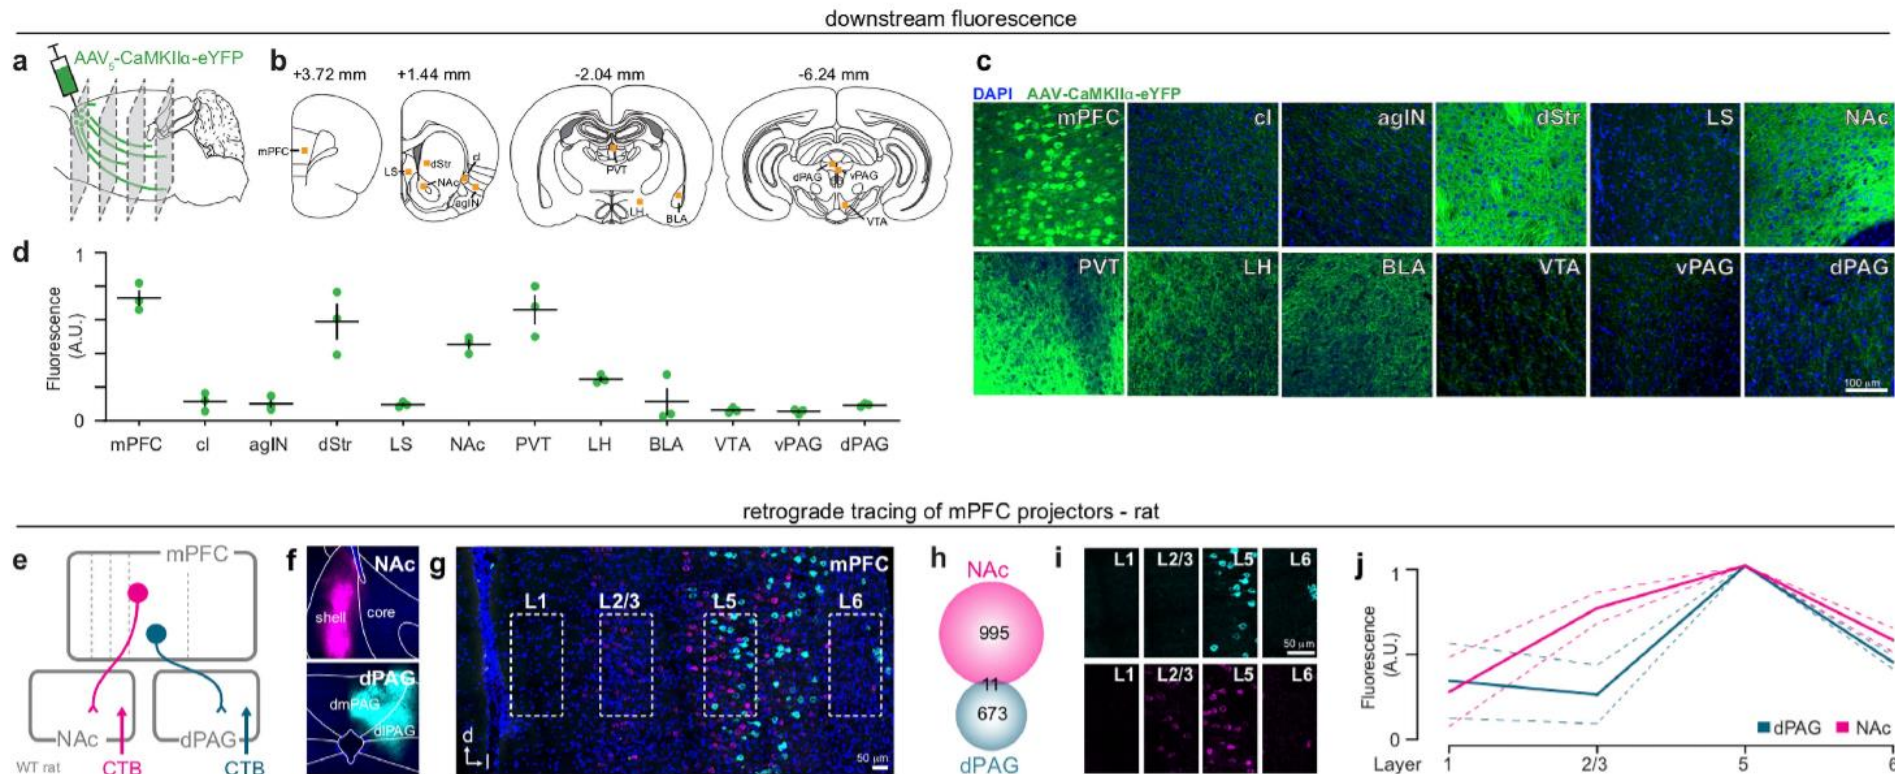 downstream fluorescence
a
AAV5-CaMKIIα-eYFP
b
+3.72 mm
+1.44 mm
-2.04 mm
-6.24 mm
mPFC
LS
dStr
NAc
cl
agIN
PVT
LH
BLA
dPAG
vPAG
VTA
c
DAPI AAV-CaMKIIα-eYFP
mPFC
cl
agIN
dStr
LS
NAc
PVT
LH
BLA
VTA
vPAG
dPAG
100 µm
d
1
Fluorescence
(A.U.)
0
mPFC cl agIN dStr LS NAc PVT LH BLA VTA vPAG dPAG
retrograde tracing of mPFC projectors - rat
e
mPFC
NAc
dPAG
WT rat
CTB
CTB
f
NAc
shell
core
dPAG
dmPAG
dlPAG
g
mPFC
L1
L2/3
L5
L6
d
l
50 µm
h
NAc
995
11
673
dPAG
i
L1
L2/3
L5
L6
50 µm
L1
L2/3
L5
L6
j
1
Fluorescence
(A.U.)
0
dPAG NAc
Layer 1 2/3 5 6